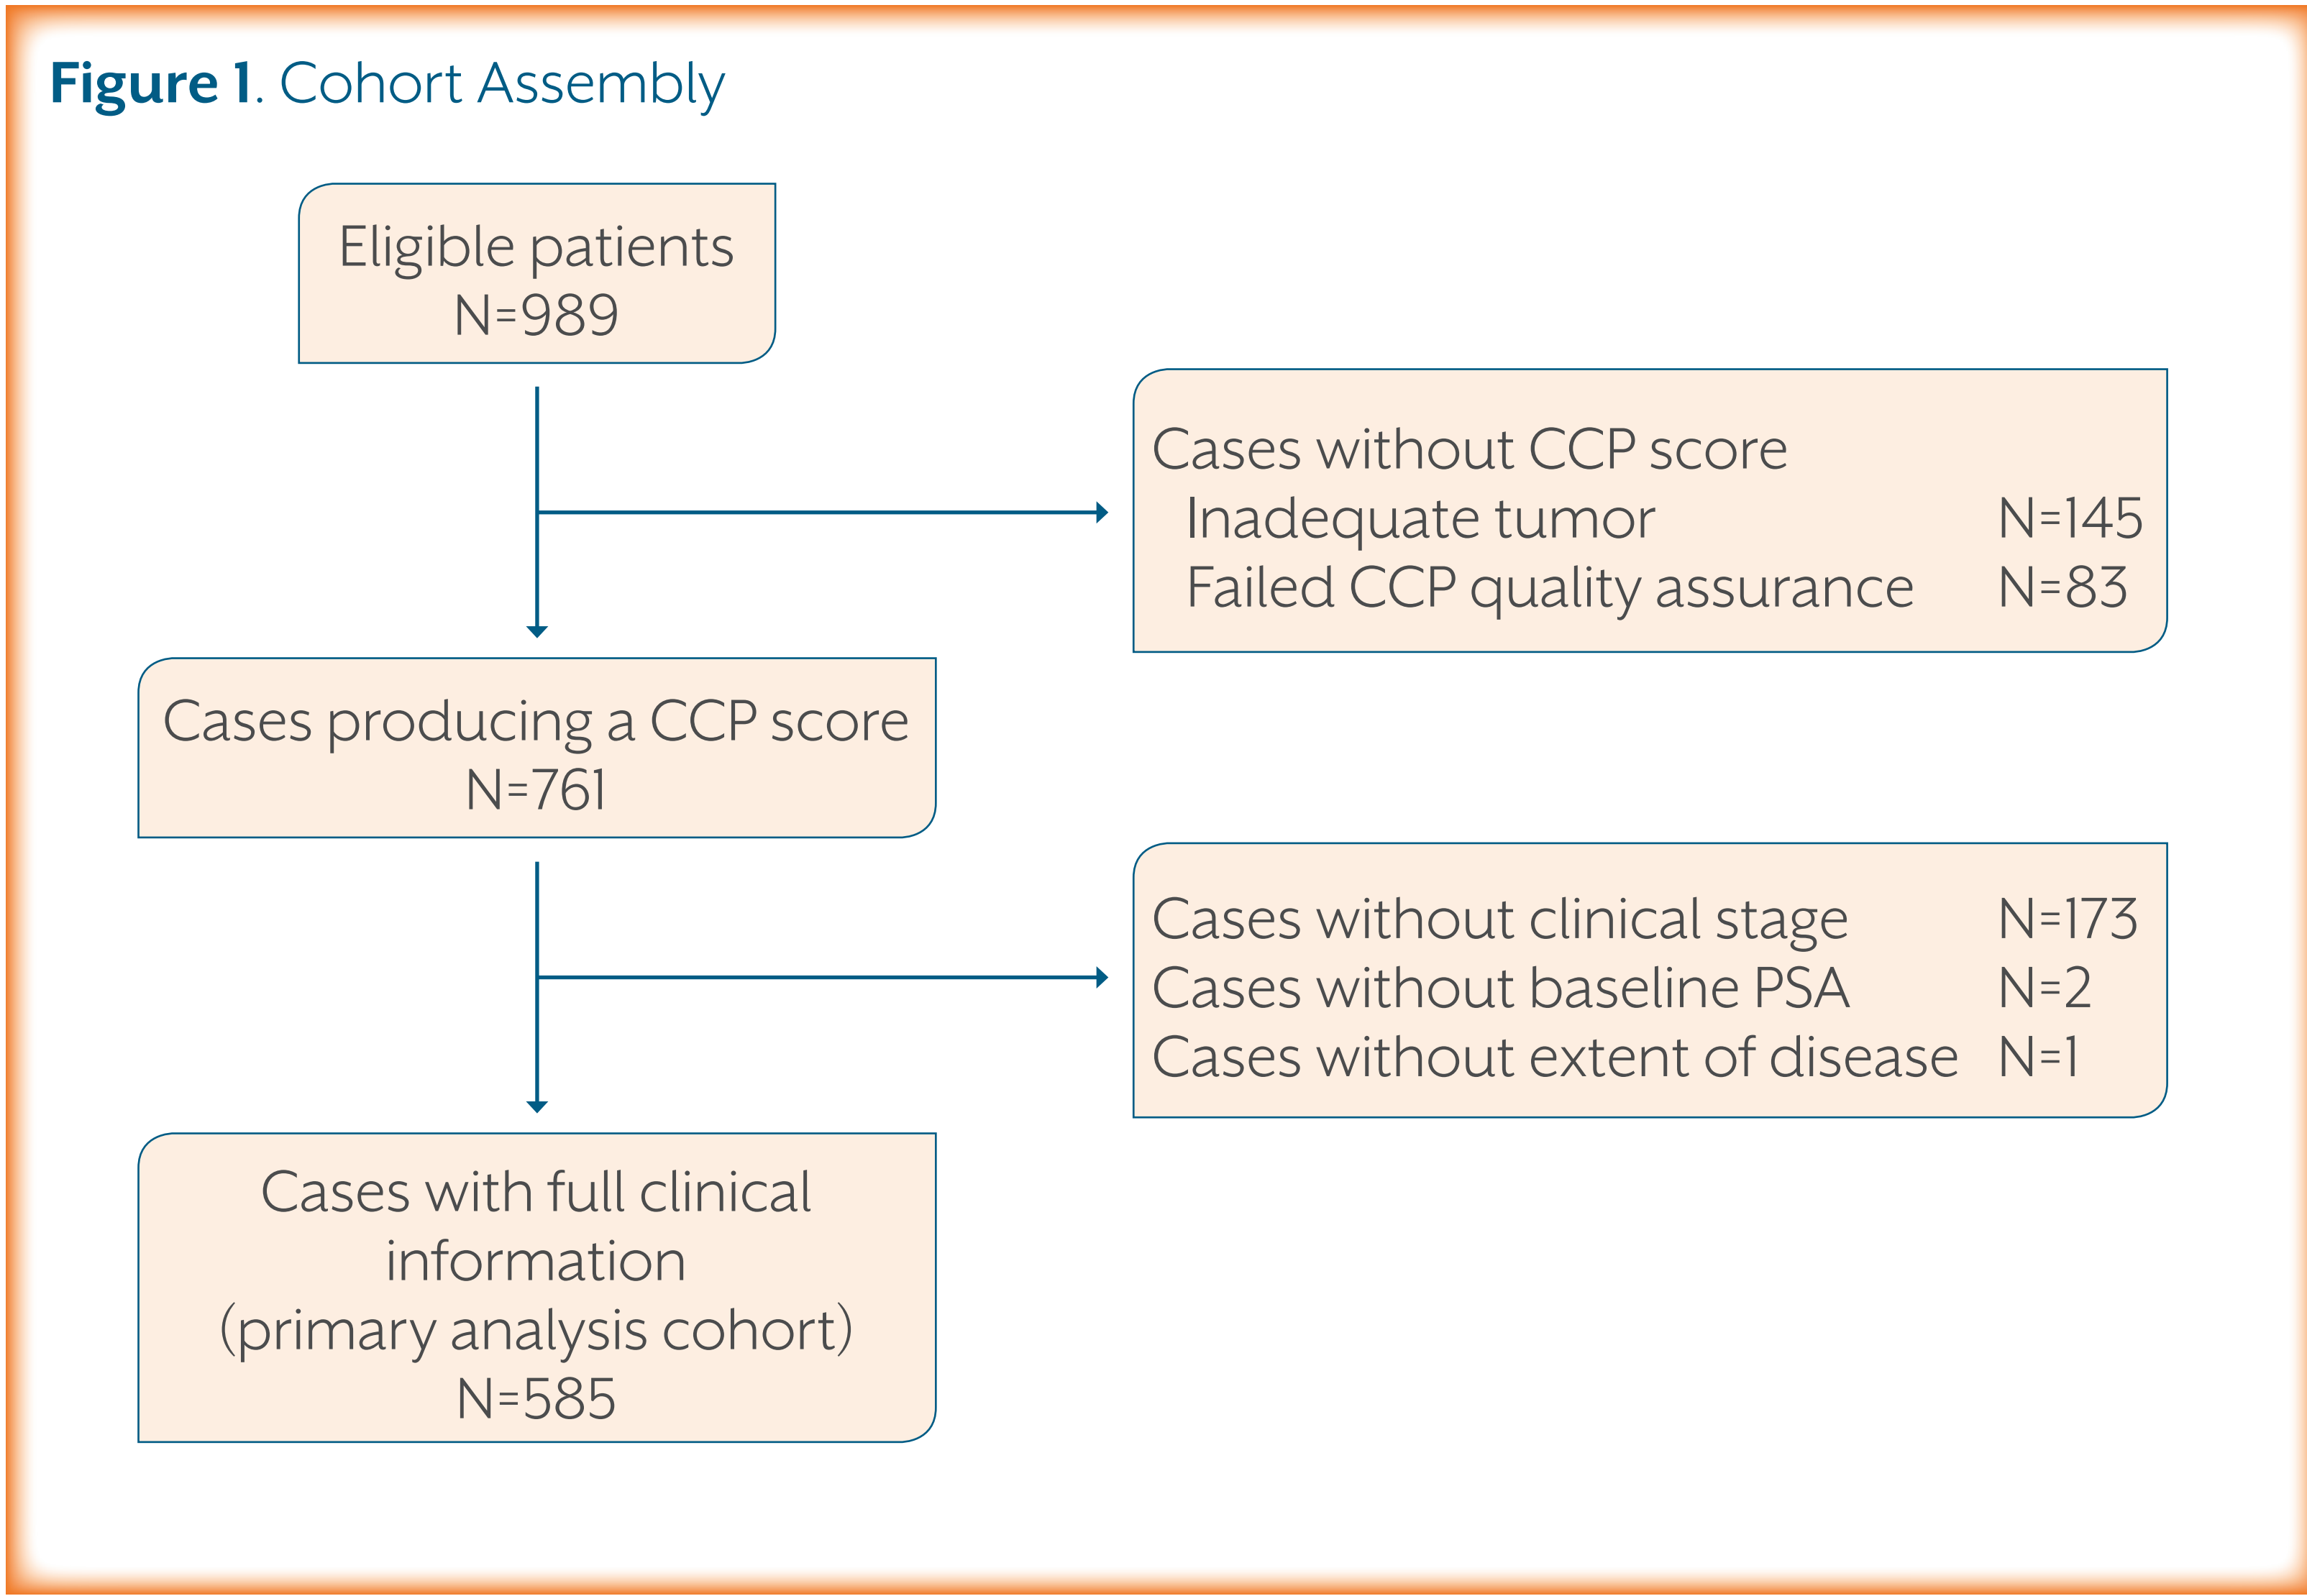 Figure 1. Cohort Assembly
Eligible patients
N=989
Cases without CCP score
Inadequate tumor N=145
Failed CCP quality assurance N=83
Cases producing a CCP score
N=761
Cases without clinical stage N=173
Cases without baseline PSA N=2
Cases without extent of disease N=1
Cases with full clinical
information
(primary analysis cohort)
N=585